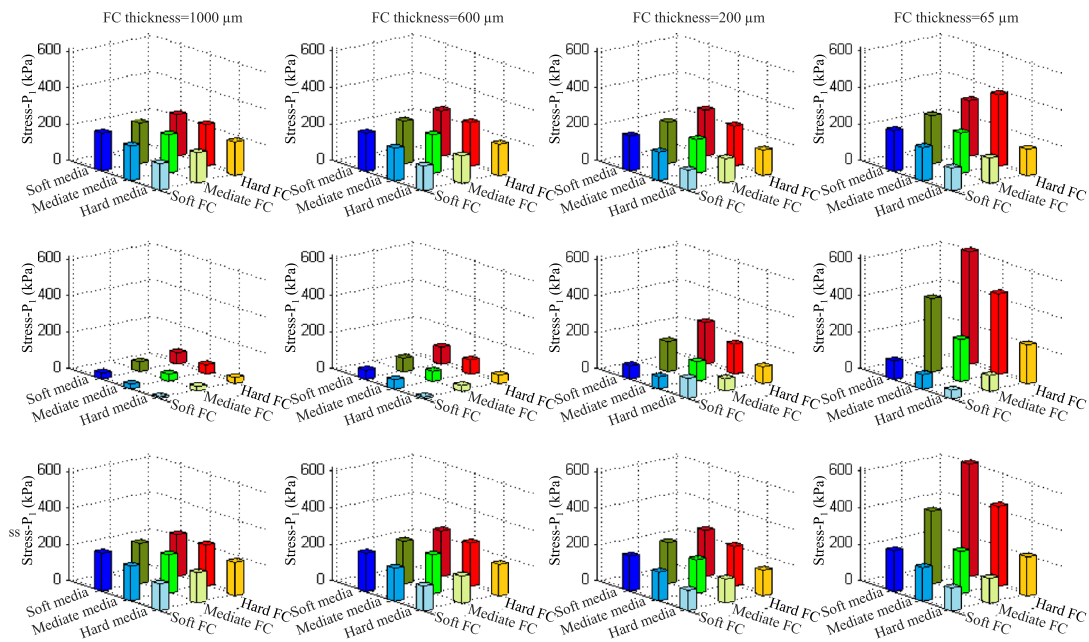 FC thickness=1000 µm
FC thickness=600 µm
FC thickness=200 µm
FC thickness=65 µm
Stress-P1 (kPa)
600
400
200
0
Soft media
Mediate media
Hard media
Soft FC
Mediate FC
Hard FC
Stress-P1 (kPa)
600
400
200
0
Soft media
Mediate media
Hard media
Soft FC
Mediate FC
Hard FC
Stress-P1 (kPa)
600
400
200
0
Soft media
Mediate media
Hard media
Soft FC
Mediate FC
Hard FC
Stress-P1 (kPa)
600
400
200
0
Soft media
Mediate media
Hard media
Soft FC
Mediate FC
Hard FC
Stress-P1 (kPa)
600
400
200
0
Soft media
Mediate media
Hard media
Soft FC
Mediate FC
Hard FC
Stress-P1 (kPa)
600
400
200
0
Soft media
Mediate media
Hard media
Soft FC
Mediate FC
Hard FC
Stress-P1 (kPa)
600
400
200
0
Soft media
Mediate media
Hard media
Soft FC
Mediate FC
Hard FC
Stress-P1 (kPa)
600
400
200
0
Soft media
Mediate media
Hard media
Soft FC
Mediate FC
Hard FC
ss
Stress-P1 (kPa)
600
400
200
0
Soft media
Mediate media
Hard media
Soft FC
Mediate FC
Hard FC
Stress-P1 (kPa)
600
400
200
0
Soft media
Mediate media
Hard media
Soft FC
Mediate FC
Hard FC
Stress-P1 (kPa)
600
400
200
0
Soft media
Mediate media
Hard media
Soft FC
Mediate FC
Hard FC
Stress-P1 (kPa)
600
400
200
0
Soft media
Mediate media
Hard media
Soft FC
Mediate FC
Hard FC